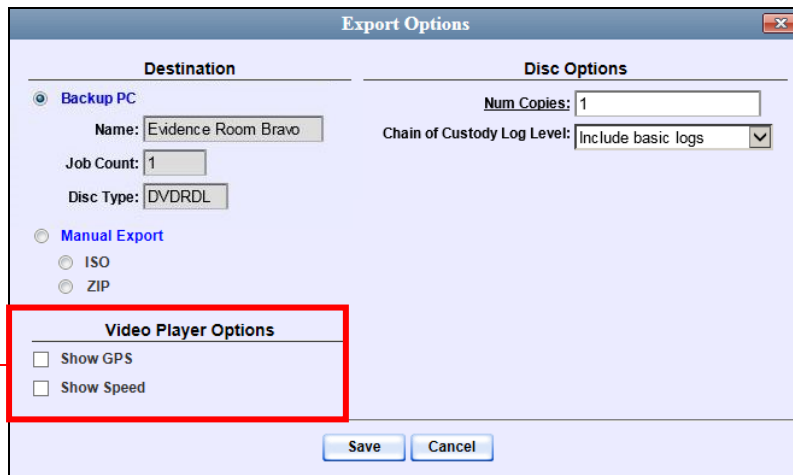 Export Options
Destination
Backup PC
Name: Evidence Room Bravo
Job Count: 1
Disc Type: DVDRDL
Manual Export
ISO
ZIP
Video Player Options
Show GPS
Show Speed
Disc Options
Num Copies: 1
Chain of Custody Log Level: Include basic logs
Save Cancel